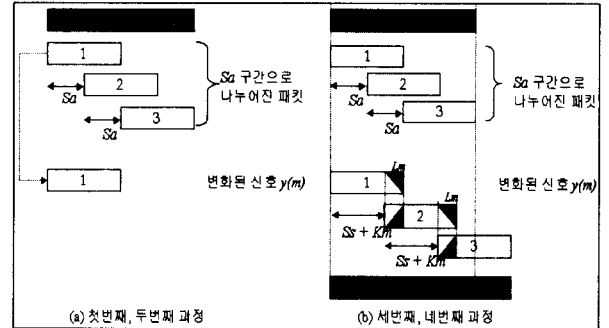 1
2
Sa
3
Sa
Sa 구간으로
나누어진 패킷
1
변화된 신호 y(m)
(a) 첫번째, 두번째 과정
1
2
Sa
3
Sa
Sa 구간으로
나누어진 패킷
Lm
1
변화된 신호 y(m)
Lm
2
Ss + Km
3
Ss + Km
(b) 세번째, 네번째 과정